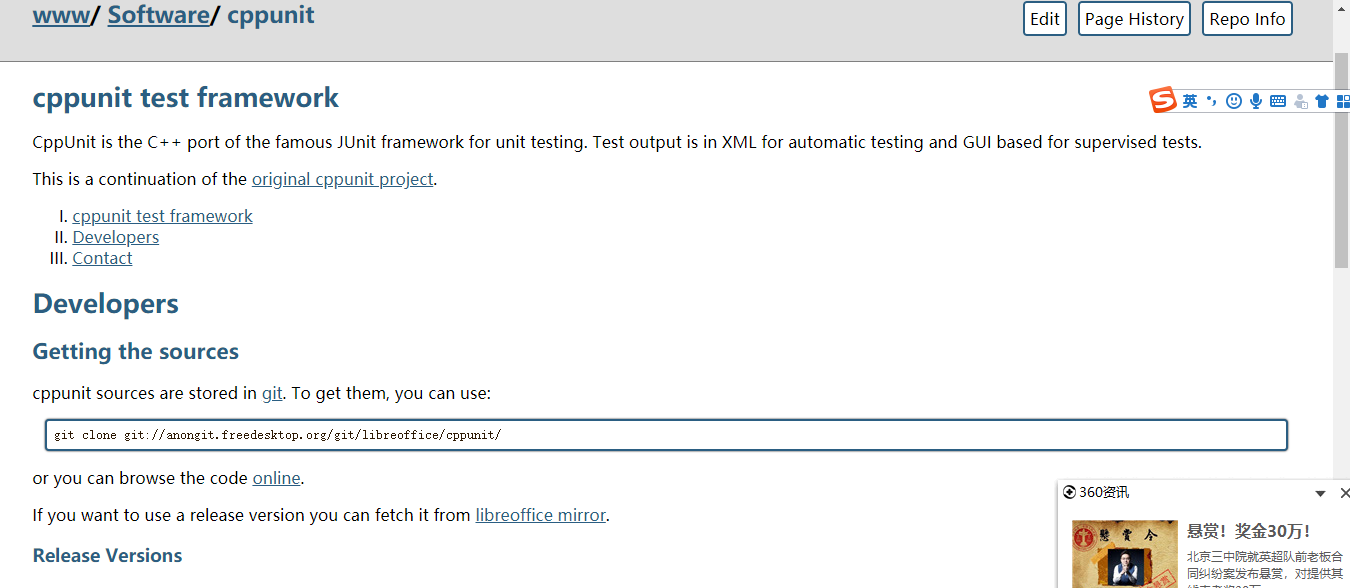 www/ Software/ cppunit
Edit
Page History
Repo Info
cppunit test framework
英
CppUnit is the C++ port of the famous JUnit framework for unit testing. Test output is in XML for automatic testing and GUI based for supervised tests.
This is a continuation of the original cppunit project.
I. cppunit test framework
II. Developers
III. Contact
Developers
Getting the sources
cppunit sources are stored in git. To get them, you can use:
git clone git://anongit.freedesktop.org/git/libreoffice/cppunit/
or you can browse the code online.
If you want to use a release version you can fetch it from libreoffice mirror.
Release Versions
360资讯
悬赏令
悬赏！奖金30万！
北京三中院就英超队前老板合
同纠纷案发布悬赏，对提供其